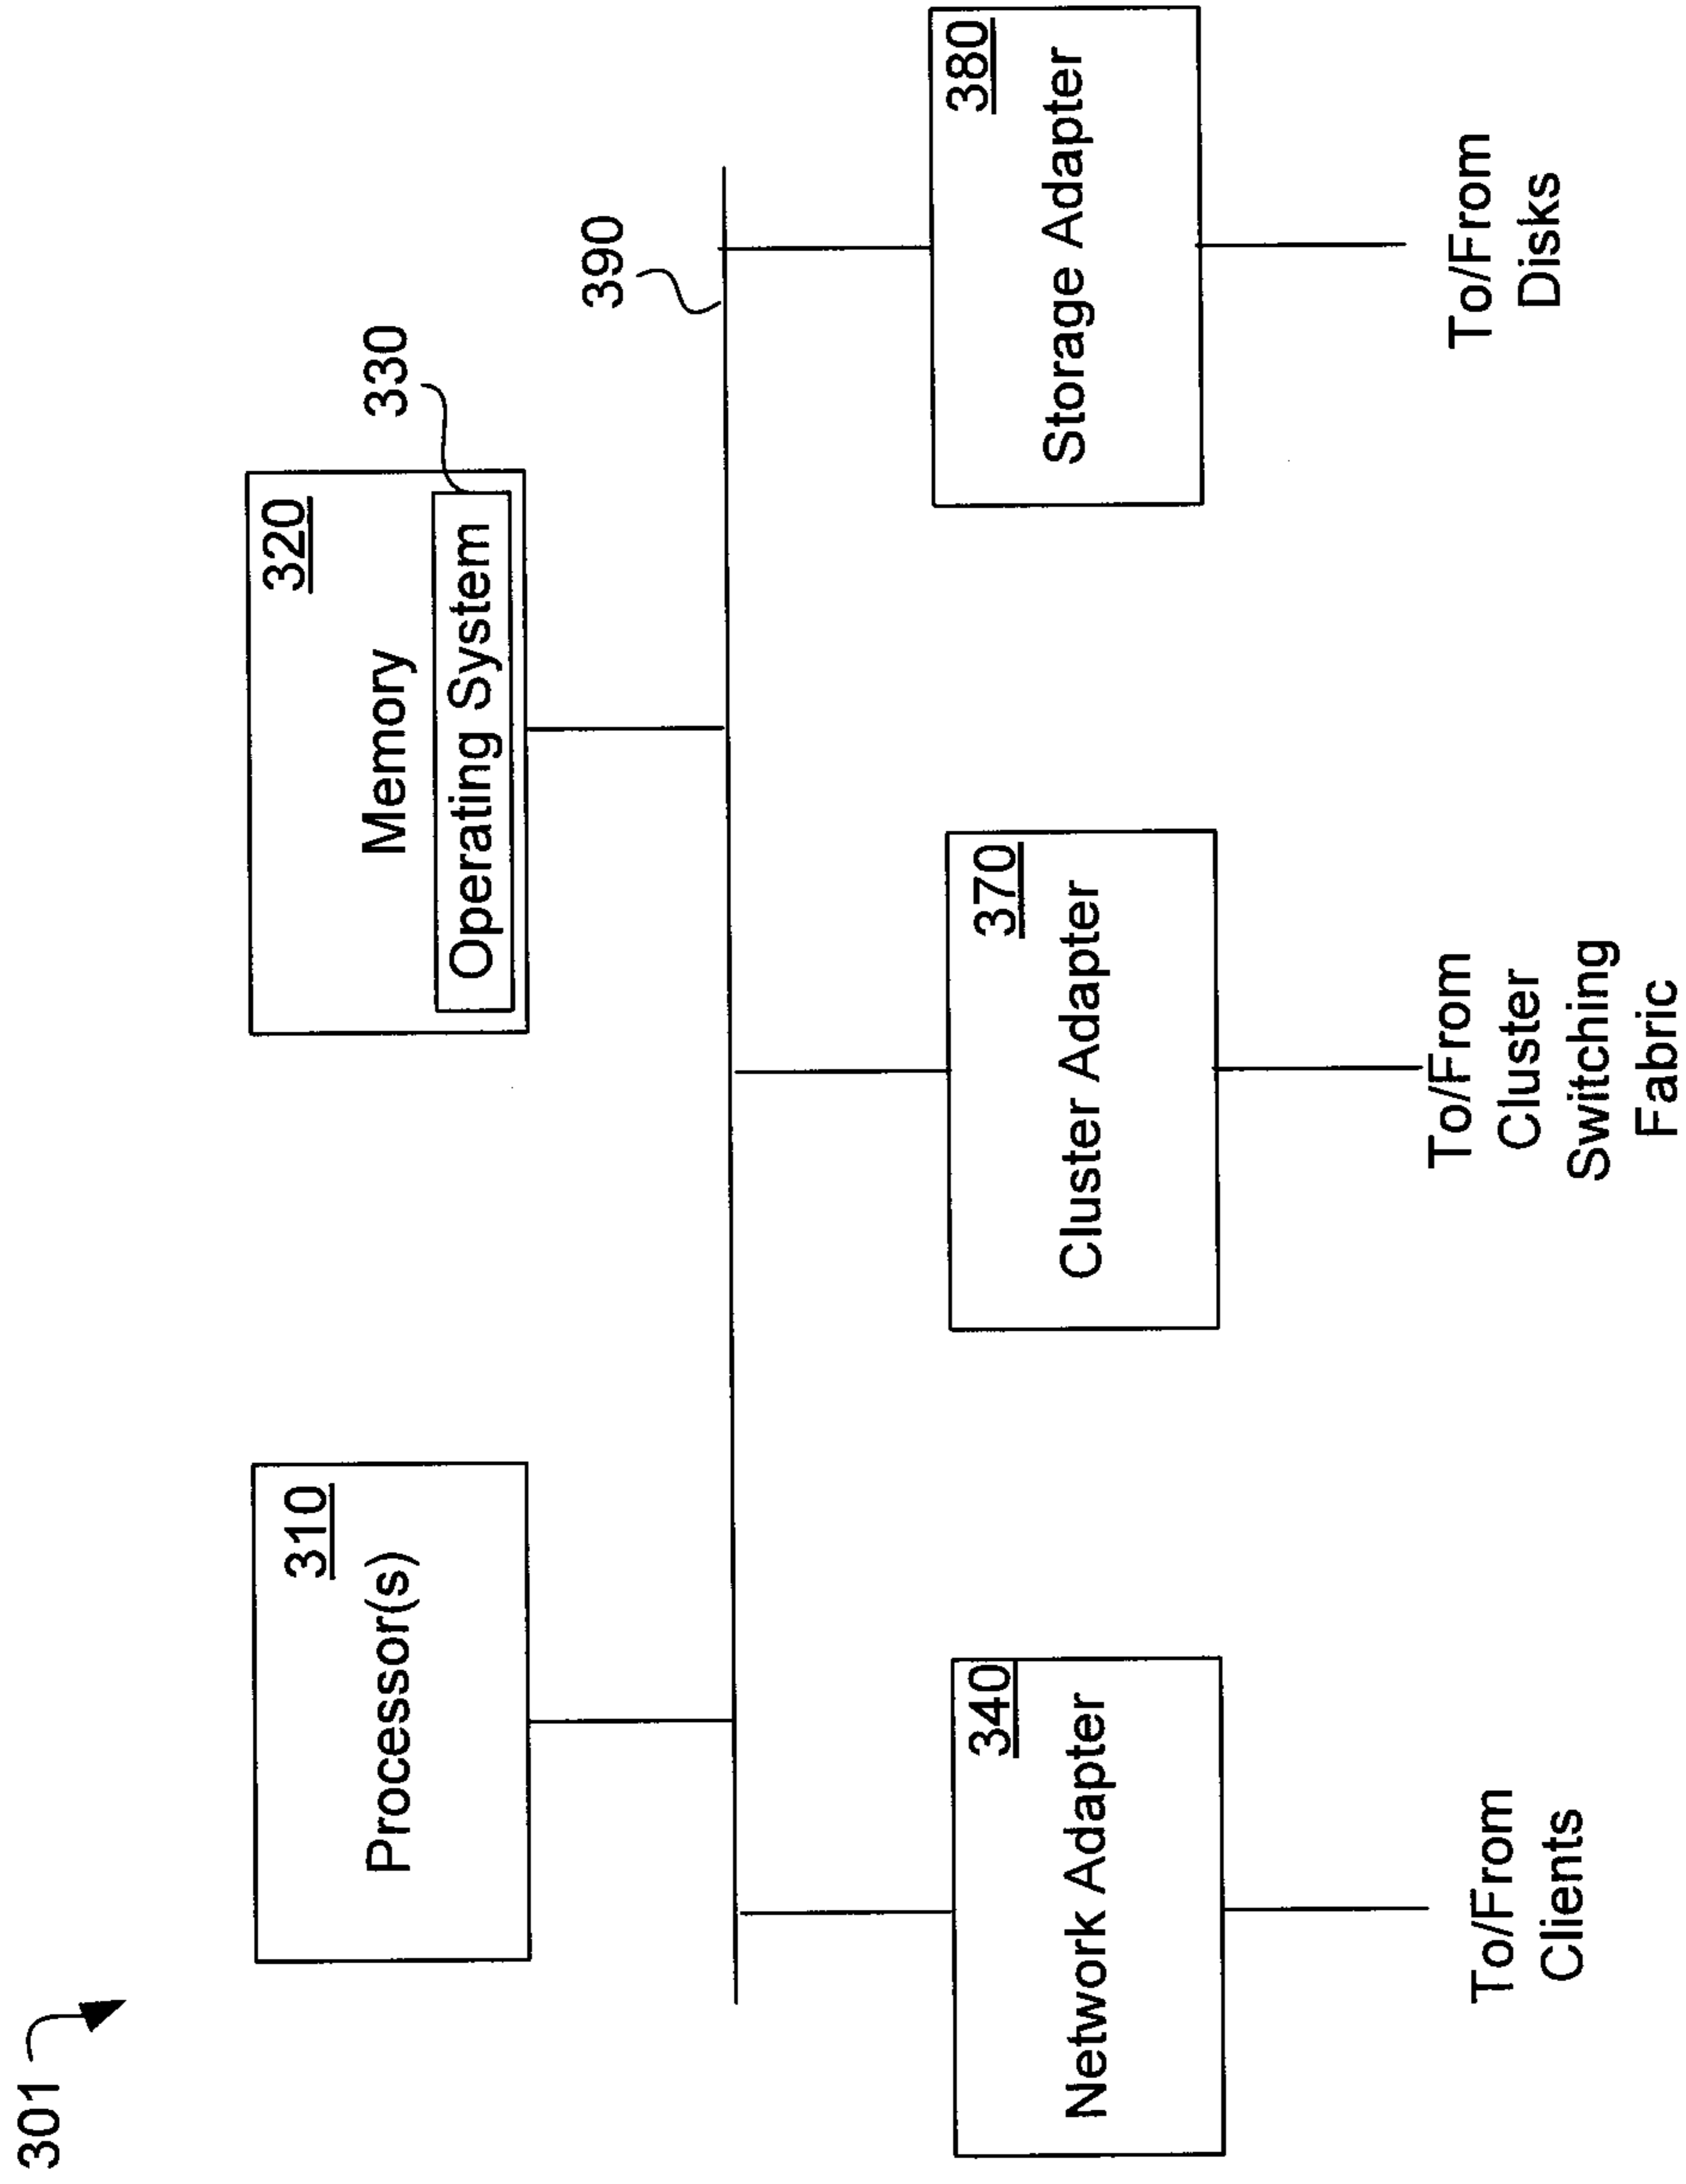 301
310
Processor(s)
320
Memory
Operating System
330
390
340
Network Adapter
370
Cluster Adapter
380
Storage Adapter
To/From
Clients
To/From
Cluster
Switching
Fabric
To/From
Disks